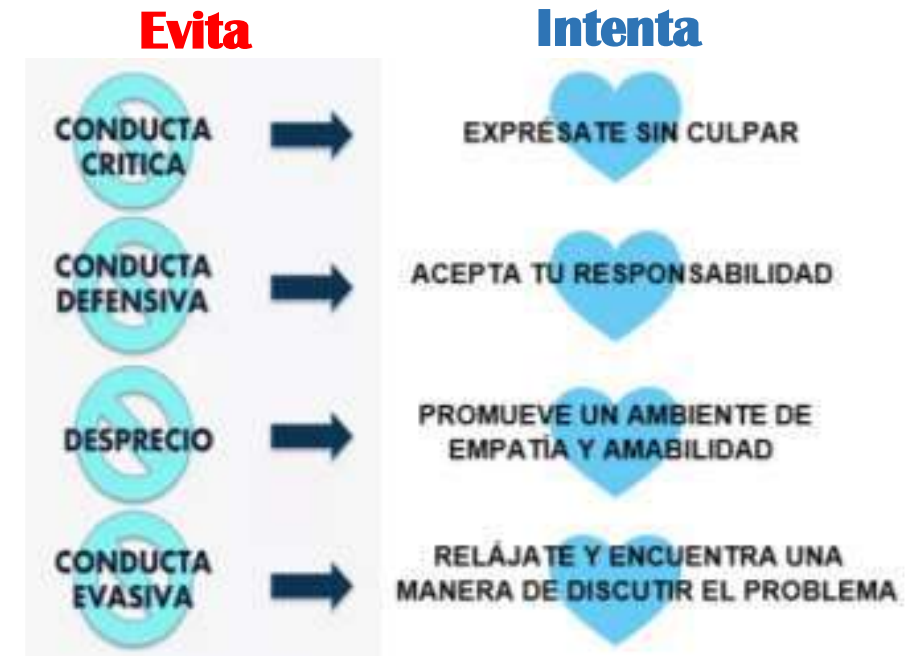 Evita
Intenta
CONDUCTA
CRITICA
EXPRESATE SIN CULPAR
CONDUCTA
DEFENSIVA
ACEPTA TU RESPONSABILIDAD
DESPRECIO
PROMUEVE UN AMBIENTE DE
EMPATÍA Y AMABILIDAD
CONDUCTA
EVASIVA
RELÁJATE Y ENCUENTRA UNA
MANERA DE DISCUTIR EL PROBLEMA